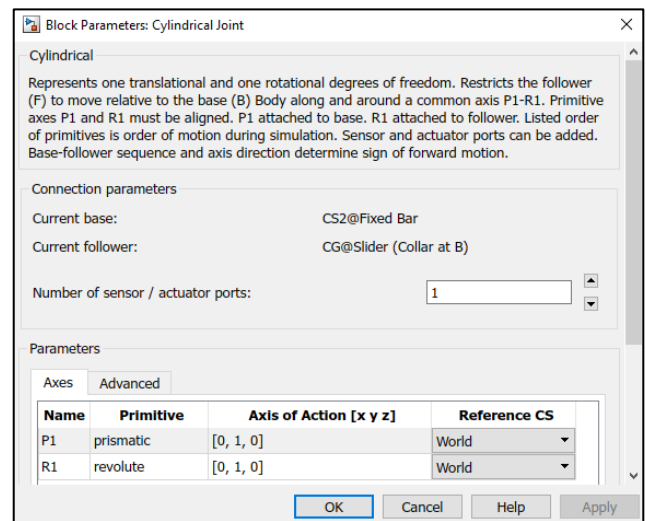 Block Parameters: Cylindrical Joint
Cylindrical
Represents one translational and one rotational degrees of freedom. Restricts the follower
(F) to move relative to the base (B) Body along and around a common axis P1-R1. Primitive
axes P1 and R1 must be aligned. P1 attached to base. R1 attached to follower. Listed order
of primitives is order of motion during simulation. Sensor and actuator ports can be added.
Base-follower sequence and axis direction determine sign of forward motion.
Connection parameters
Current base: CS2@Fixed Bar
Current follower: CG@Slider (Collar at B)
Number of sensor / actuator ports: 1
Parameters
Axes Advanced
Name Primitive Axis of Action [x y z] Reference CS
P1 prismatic [0, 1, 0] World
R1 revolute [0, 1, 0] World
OK Cancel Help Apply